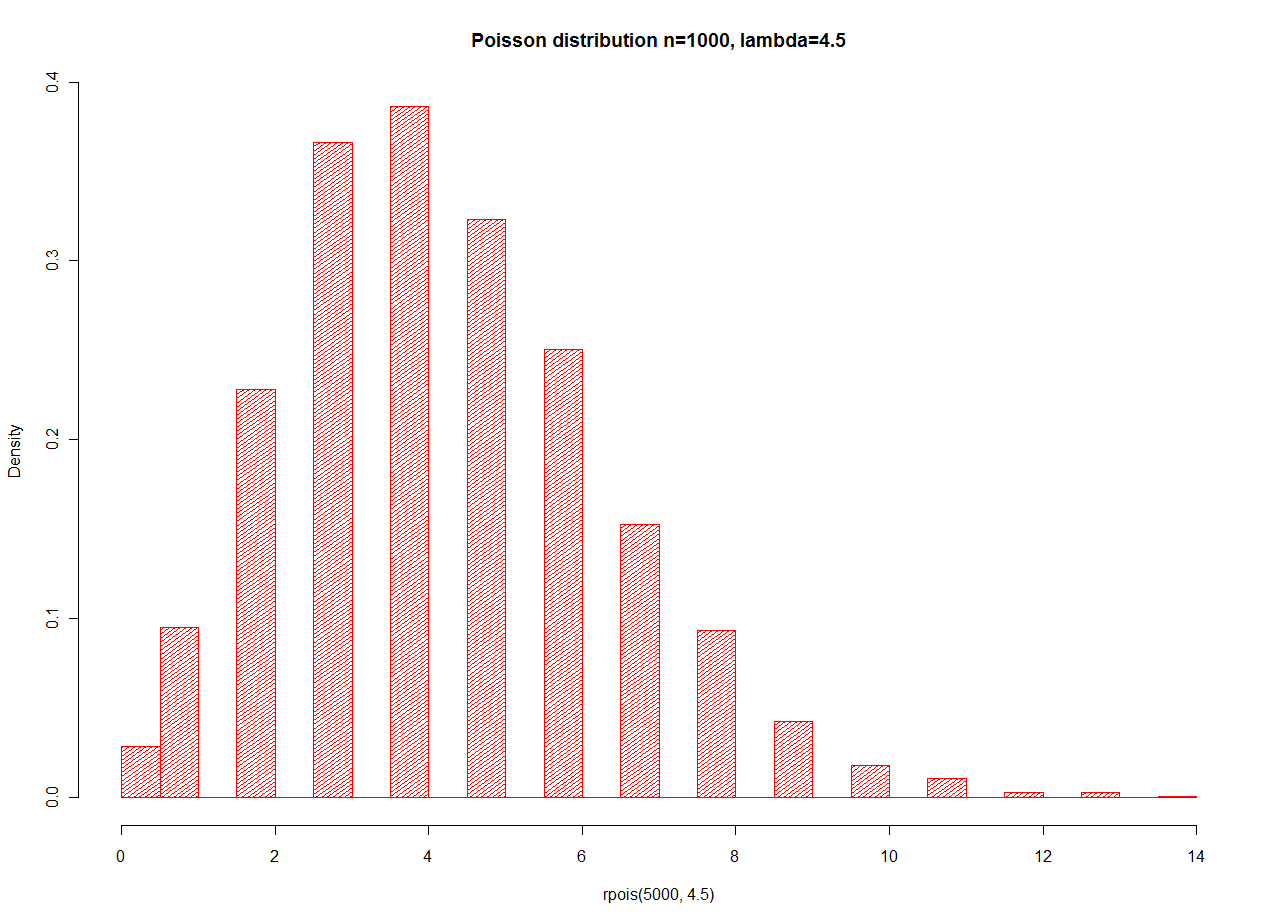 Poisson distribution n=1000, lambda=4.5
0.4
0.3
0.2
0.1
0.0
Density
0 2 4 6 8 10 12 14
rpois(5000, 4.5)